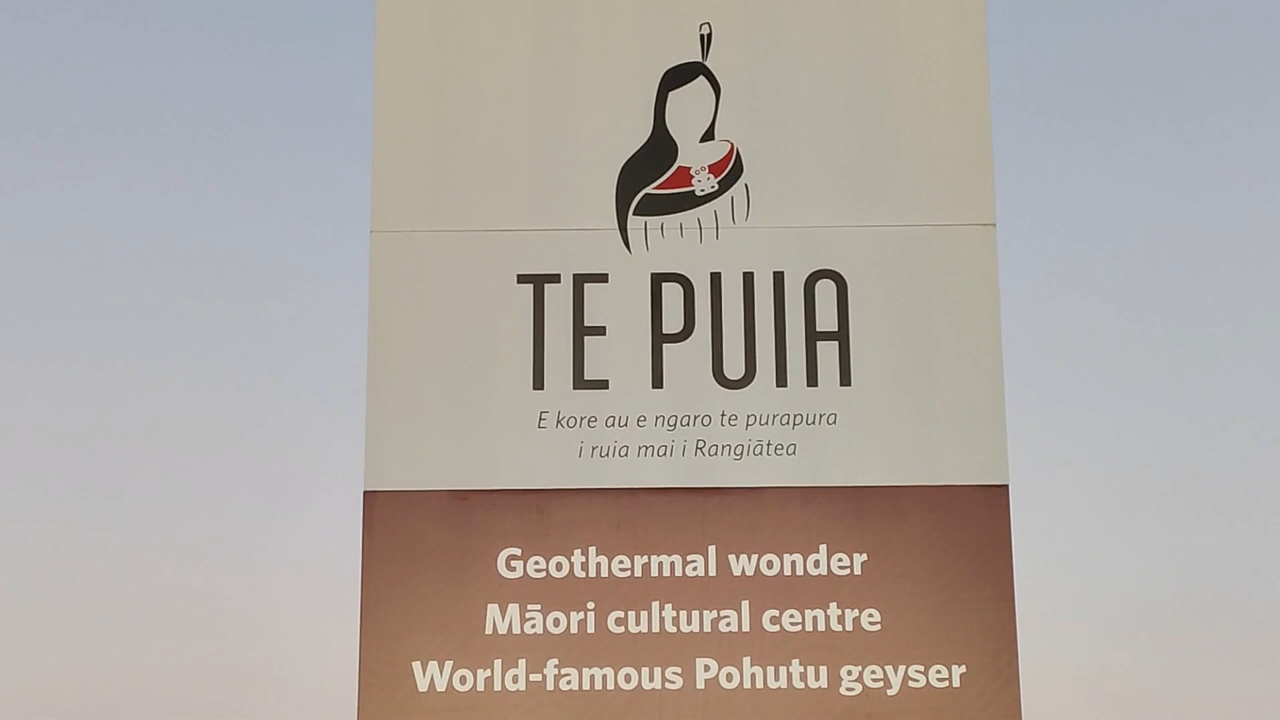 TE PUIA
E kore au e ngaro te purapura
i ruia mai i Rangiātea
Geothermal wonder
Māori cultural centre
World-famous Pohutu geyser